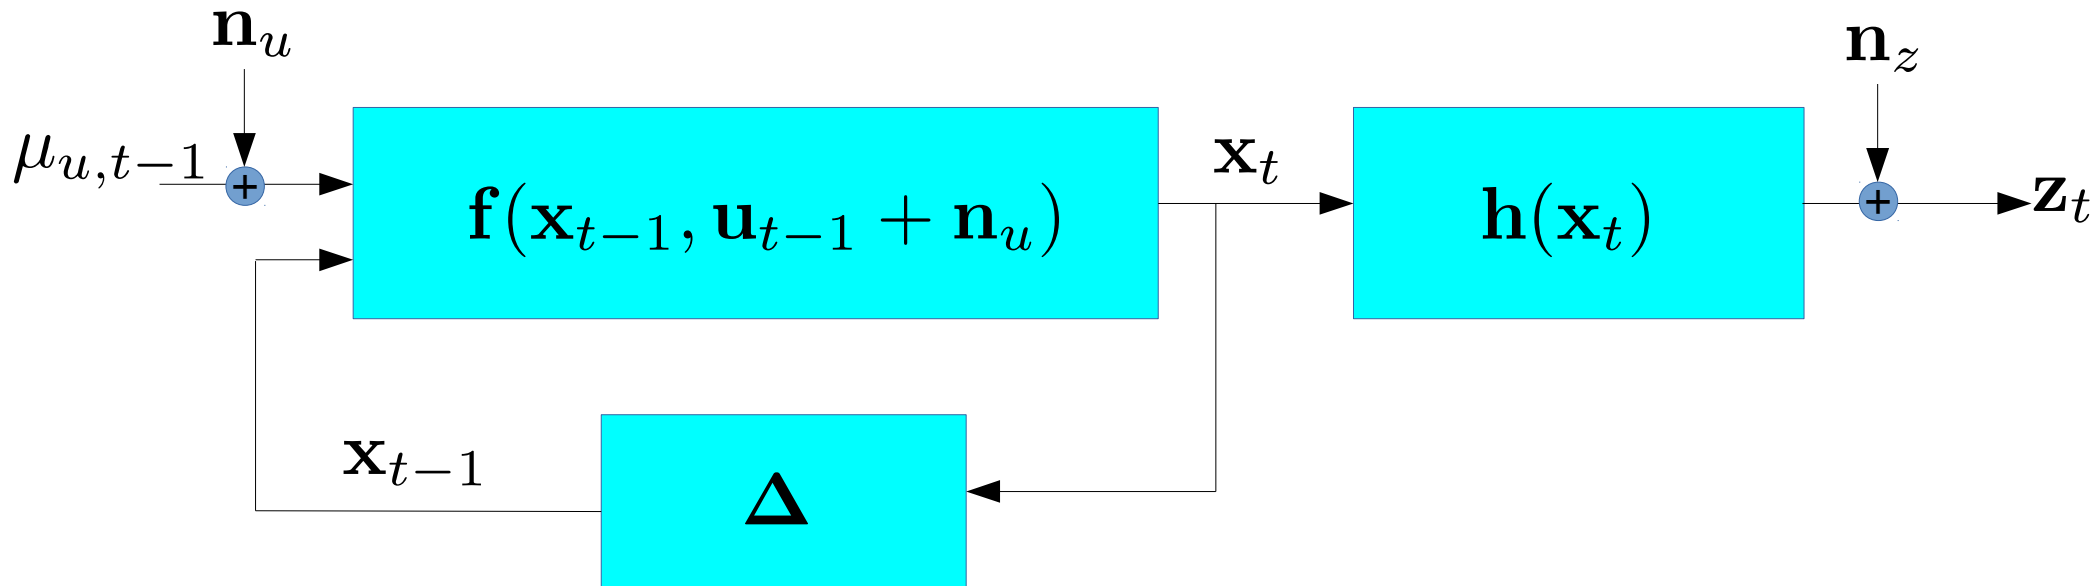 n_u
n_z
μ_{u,t−1}
+
f(x_{t−1}, u_{t−1} + n_u)
x_t
h(x_t)
+
z_t
x_{t−1}
Δ